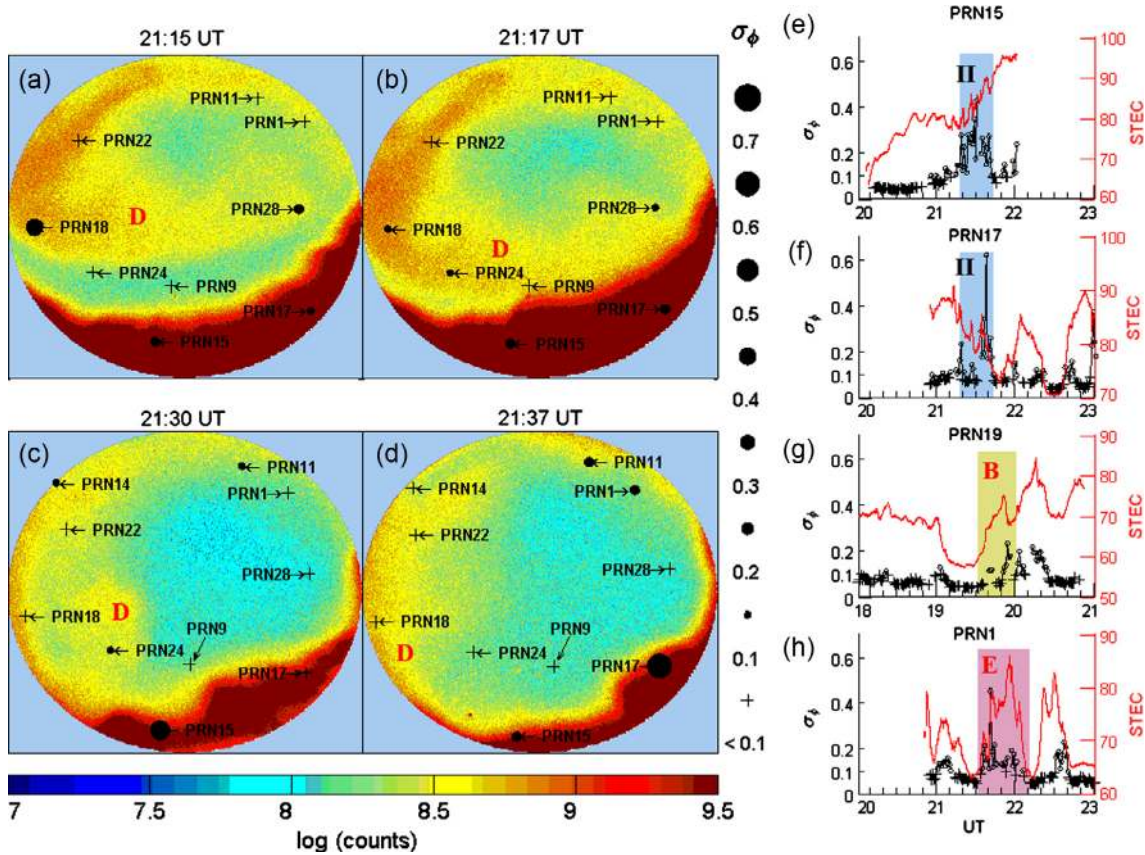 21:15 UT
21:17 UT
(a)
PRN11→
PRN1→
←PRN22
PRN28→
← PRN18
D
← PRN24
← PRN9
PRN17→
←PRN15
(b)
PRN11→
PRN1→
← PRN22
PRN28→
← PRN18
D
← PRN24
← PRN9
PRN17→
← PRN15
21:30 UT
21:37 UT
(c)
← PRN11
← PRN14
PRN1→
← PRN22
PRN28→
← PRN18
D
PRN9
← PRN24
PRN17→
← PRN15
(d)
← PRN11
← PRN14
PRN1→
← PRN22
PRN28→
← PRN18
D
PRN9
← PRN24
PRN17→
← PRN15
7
7.5
8
8.5
9
9.5
log (counts)
σϕ
0.7
0.6
0.5
0.4
0.3
0.2
0.1
+
< 0.1
(e)
PRN15
II
0.6
0.4
0.2
0.1
0
σϕ
100
90
80
70
60
STEC
20
21
22
23
(f)
PRN17
II
0.6
0.4
0.2
0.1
0
σϕ
100
90
80
70
STEC
20
21
22
23
(g)
PRN19
B
0.6
0.4
0.2
0.1
0
σϕ
90
80
70
60
50
STEC
18
19
20
21
(h)
PRN1
E
0.6
0.4
0.2
0.1
0
σϕ
90
80
70
60
STEC
20
21
22
23
UT